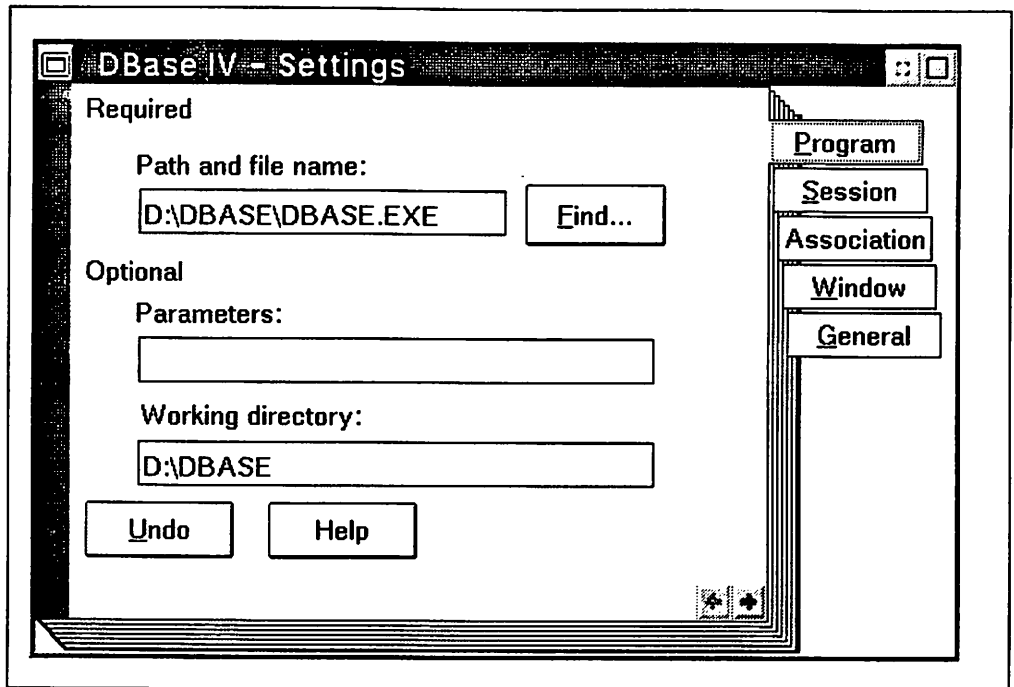 DBase IV – Settings
Required
Path and file name:
D:\DBASE\DBASE.EXE
Find...
Optional
Parameters:
Working directory:
D:\DBASE
Undo
Help
Program
Session
Association
Window
General